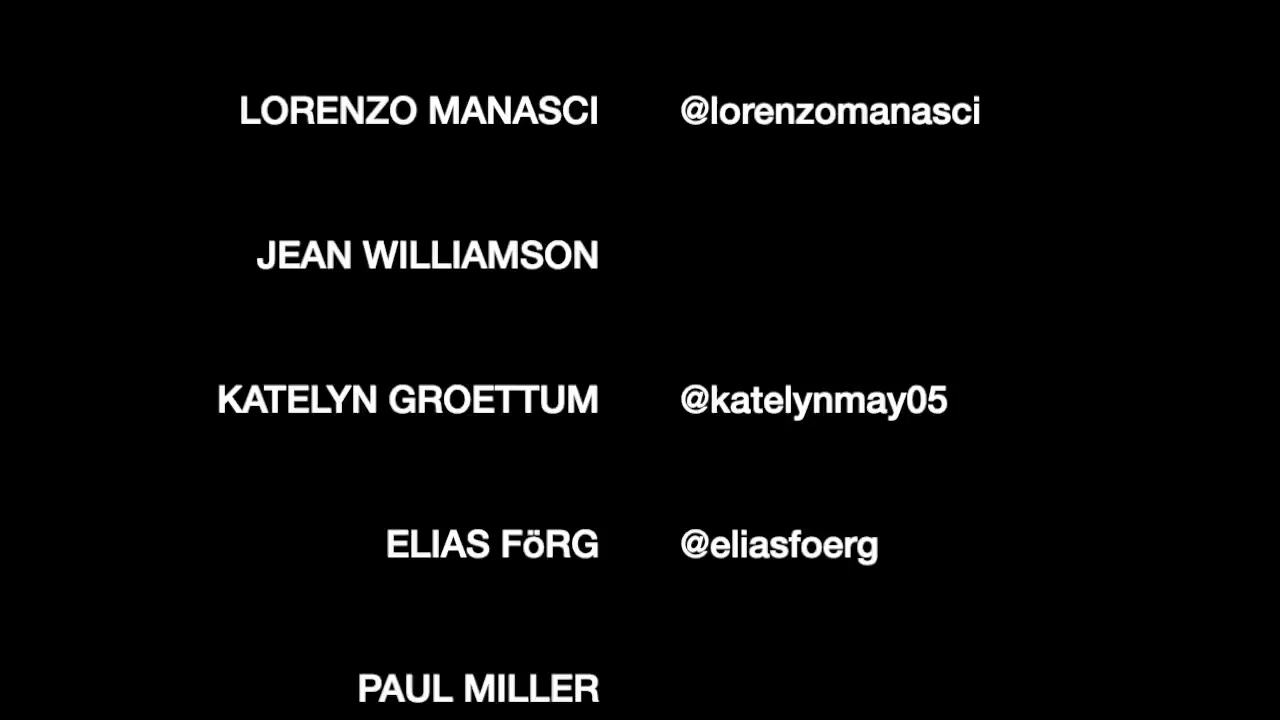 LORENZO MANASCI @lorenzomanasci
JEAN WILLIAMSON
KATELYN GROETTUM @katelynmay05
ELIAS FöRG @eliasfoerg
PAUL MILLER